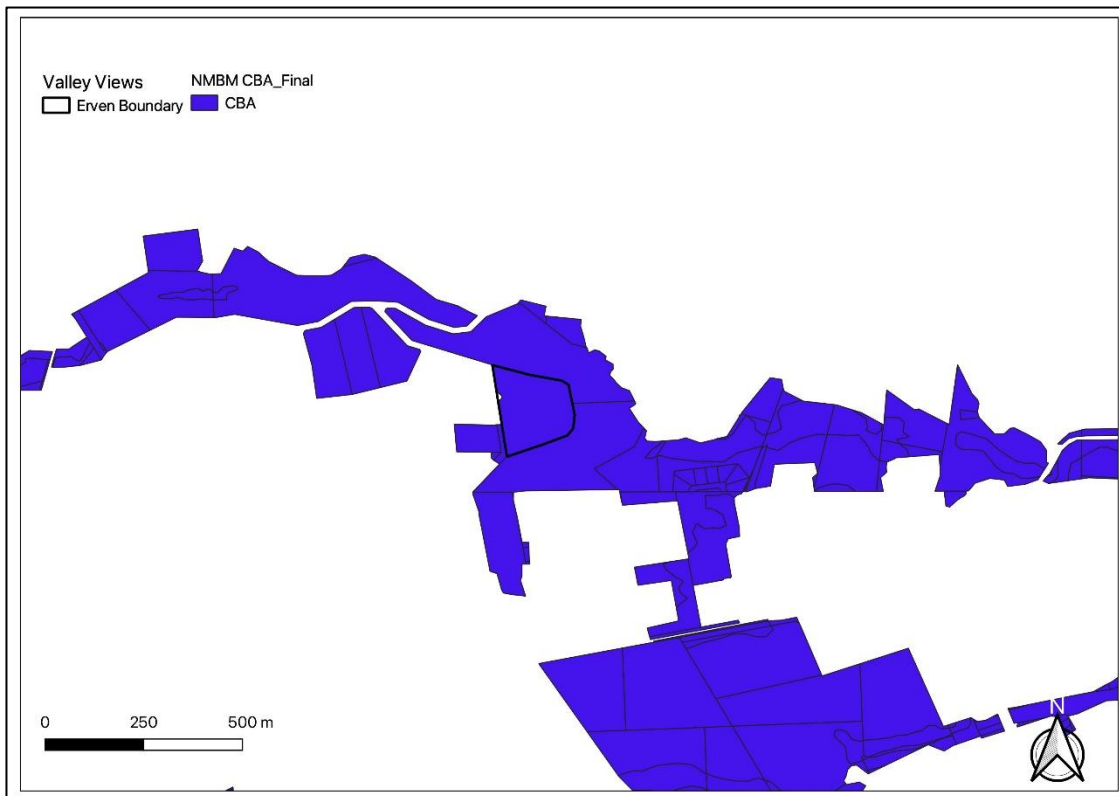 Valley Views
Erven Boundary
NMBM CBA_Final
CBA
0 250 500 m
N